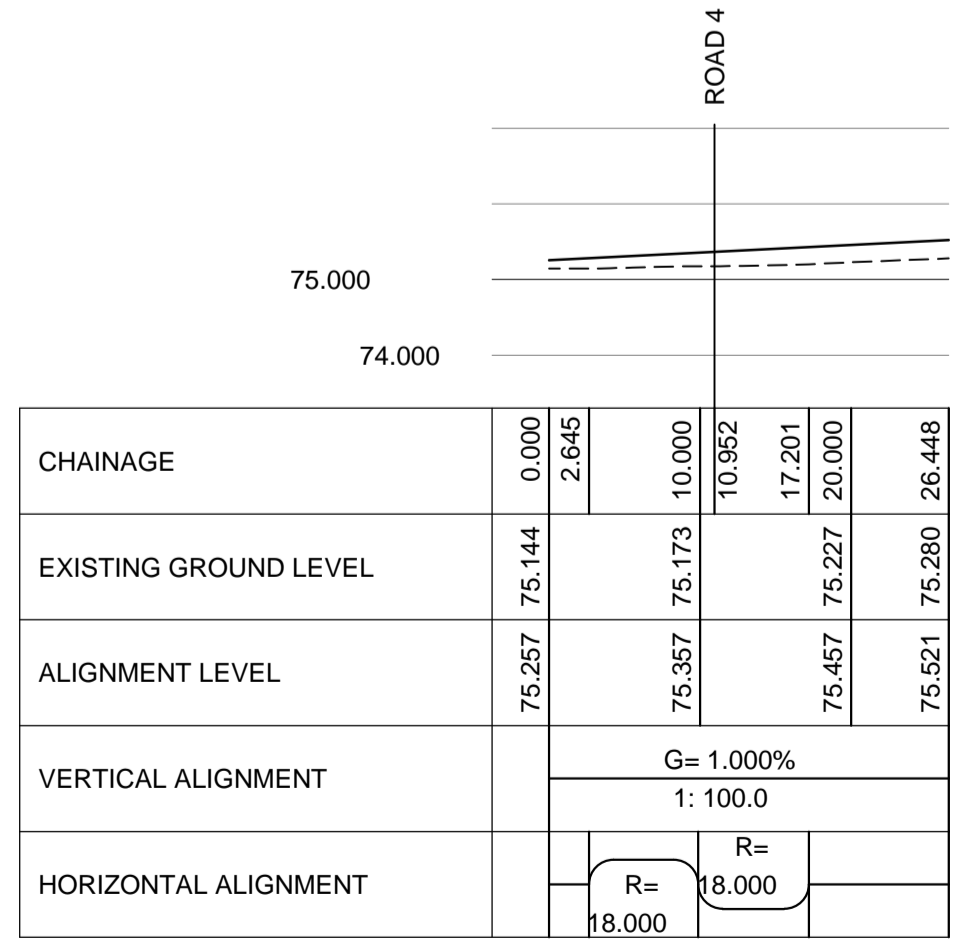 ROAD 4
75.000
74.000
CHAINAGE
0.000
2.645
10.000
10.952
17.201
20.000
26.448
EXISTING GROUND LEVEL
75.144
75.173
75.227
75.280
ALIGNMENT LEVEL
75.257
75.357
75.457
75.521
VERTICAL ALIGNMENT
G= 1.000%
1: 100.0
HORIZONTAL ALIGNMENT
R=
18.000
R=
18.000